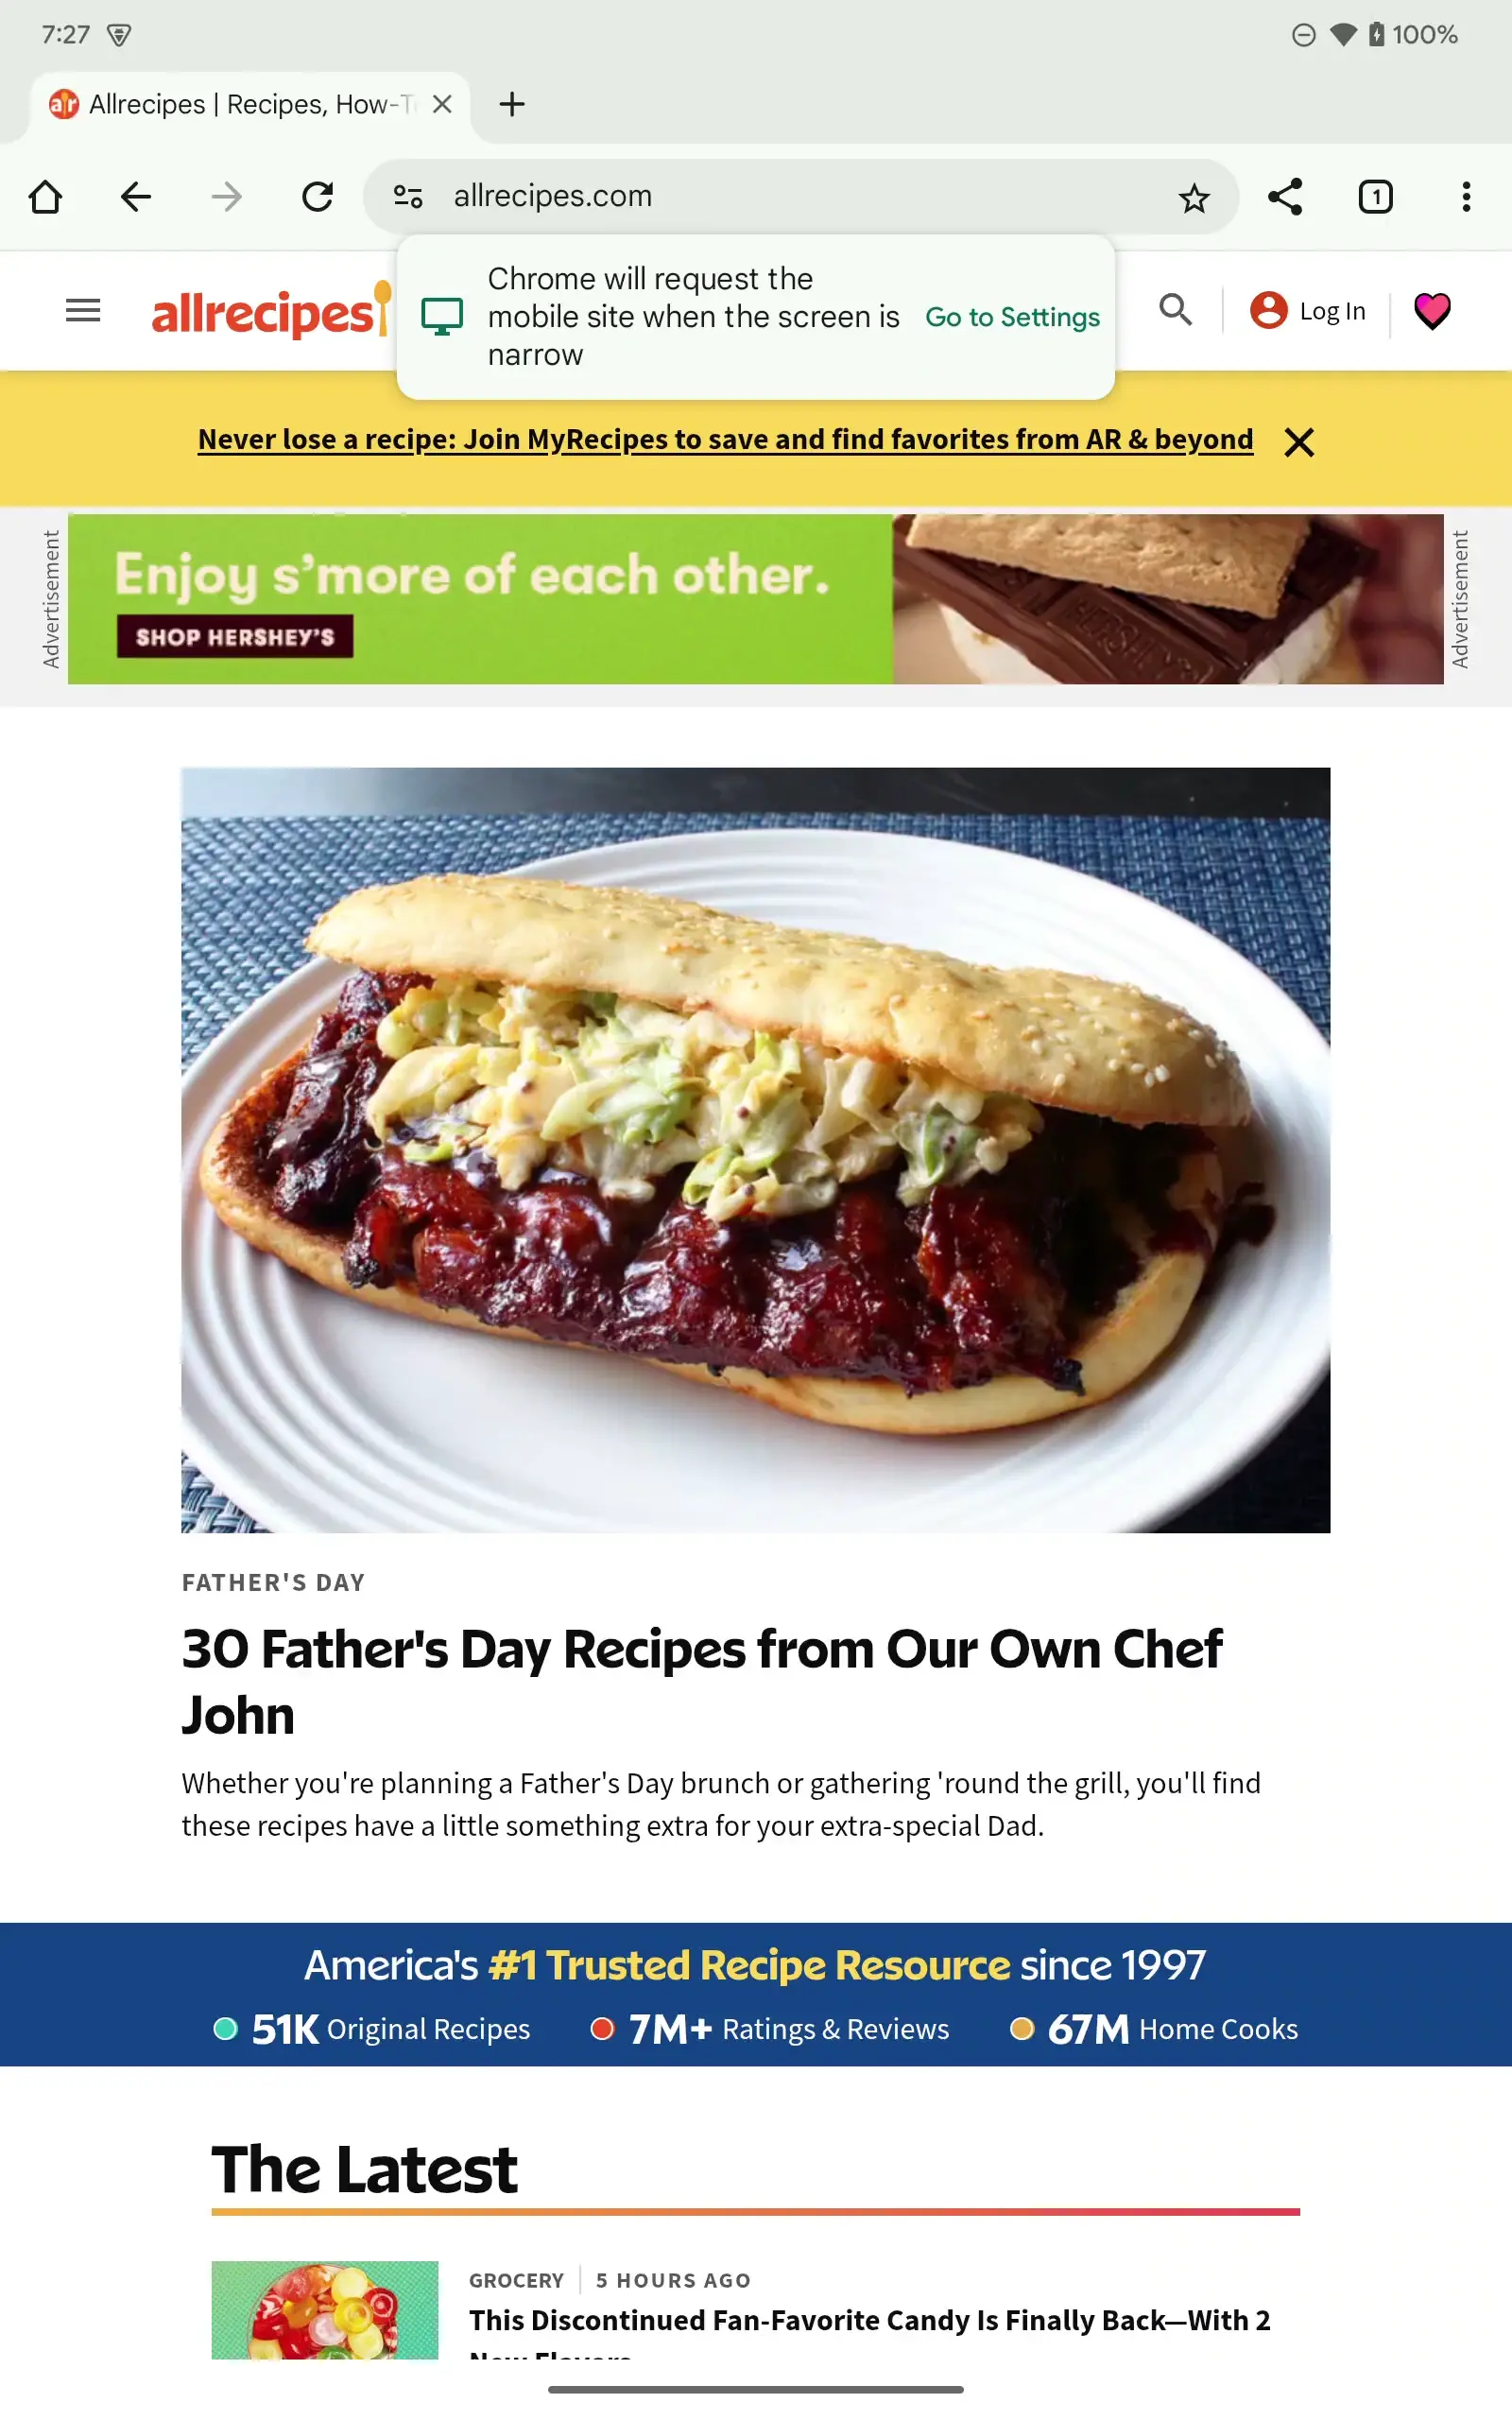 7:27
100%
Allrecipes | Recipes, How-T
allrecipes.com
1
Chrome will request the
mobile site when the screen is
narrow
Go to Settings
allrecipes
Log In
Never lose a recipe: Join MyRecipes to save and find favorites from AR & beyond
Advertisement
Enjoy s'more of each other.
SHOP HERSHEY'S
HERSHEY'S
Advertisement
FATHER'S DAY
30 Father's Day Recipes from Our Own Chef
John
Whether you're planning a Father's Day brunch or gathering 'round the grill, you'll find
these recipes have a little something extra for your extra-special Dad.
America's #1 Trusted Recipe Resource since 1997
51K Original Recipes
7M+ Ratings & Reviews
67M Home Cooks
The Latest
GROCERY
5 HOURS AGO
This Discontinued Fan-Favorite Candy Is Finally Back—With 2
New Flavors